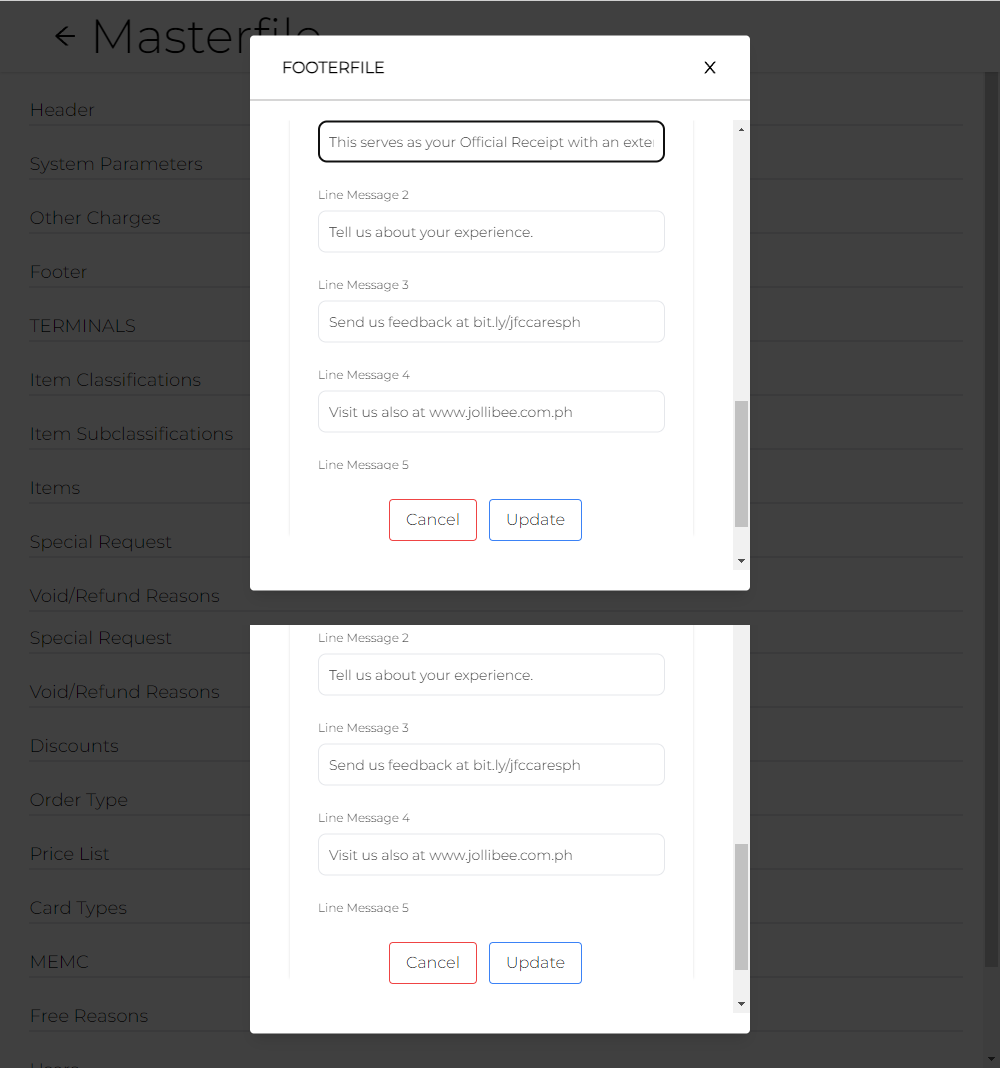 Masterfile
FOOTERFILE
X
Header
This serves as your Official Receipt with an exte
System Parameters
Line Message 2
Other Charges
Tell us about your experience.
Footer
Line Message 3
TERMINALS
Send us feedback at bit.ly/jfccaresph
Item Classifications
Line Message 4
Visit us also at www.jollibee.com.ph
Item Subclassifications
Line Message 5
Items
Cancel
Update
Special Request
Void/Refund Reasons
Special Request
Line Message 2
Tell us about your experience.
Void/Refund Reasons
Line Message 3
Discounts
Send us feedback at bit.ly/jfccaresph
Order Type
Line Message 4
Price List
Visit us also at www.jollibee.com.ph
Card Types
Line Message 5
MEMC
Cancel
Update
Free Reasons